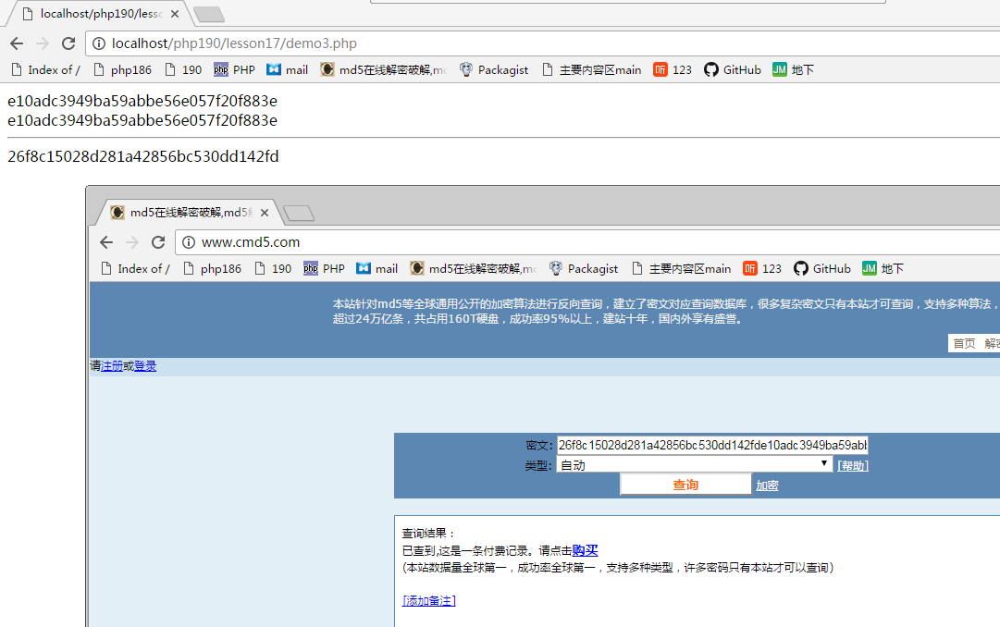 localhost/php190/less
localhost/php190/lesson17/demo3.php
Index of / php186 190 PHP mail md5在线解密破解,mc Packagist 主要内容区main 听 123 GitHub JM 地下
e10adc3949ba59abbe56e057f20f883e
e10adc3949ba59abbe56e057f20f883e
26f8c15028d281a42856bc530dd142fd
md5在线解密破解,md5
www.cmd5.com
Index of / php186 190 PHP mail md5在线解密破解,mc Packagist 主要内容区main 听 123 GitHub JM 地下
本站针对md5等全球通用公开的加密算法进行反向查询，建立了密文对应查询数据库，很多复杂密文只有本站才可查询，支持多种算法，
超过24万亿条，共占用160T硬盘，成功率95%以上，建站十年，国内外享有盛誉。
首页 解密
请注册或登录
密文: 26f8c15028d281a42856bc530dd142fde10adc3949ba59abb
类型: 自动 [帮助]
查询 加密
查询结果：
已查到,这是一条付费记录。请点击购买
(本站数据量全球第一，成功率全球第一，支持多种类型，许多密码只有本站才可以查询)
[添加备注]